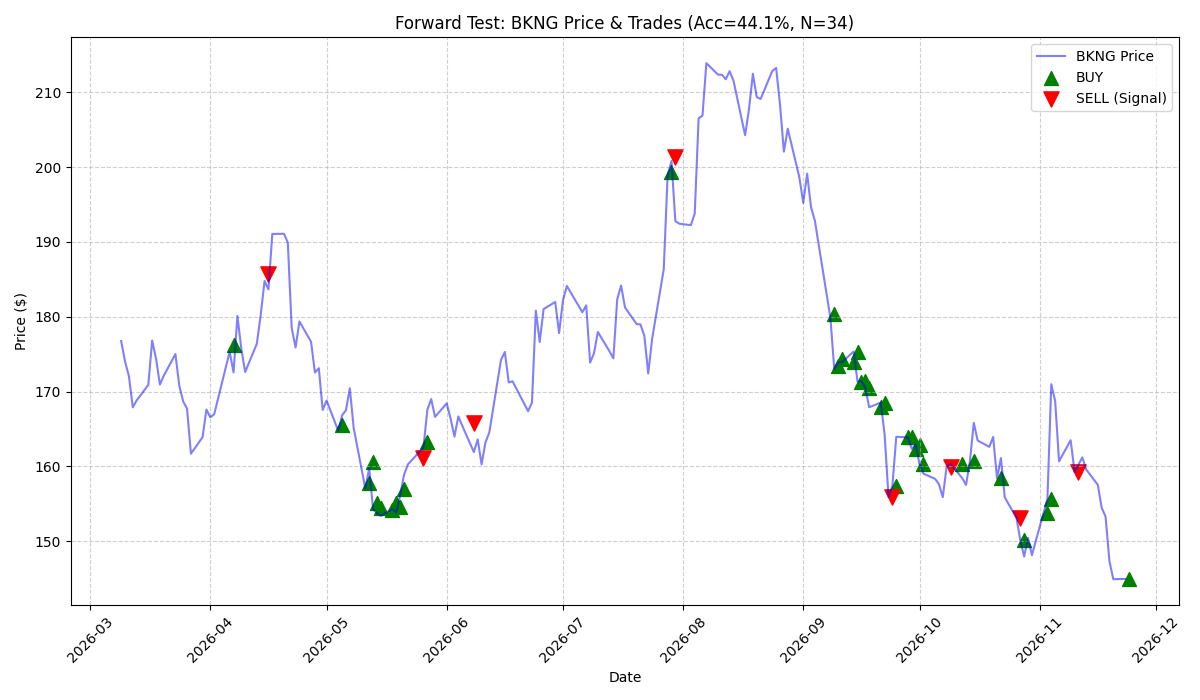 Forward Test: BKNG Price & Trades (Acc=44.1%, N=34)
BKNG Price
BUY
SELL (Signal)
Price ($)
210
200
190
180
170
160
150
2026-03
2026-04
2026-05
2026-06
2026-07
2026-08
2026-09
2026-10
2026-11
2026-12
Date